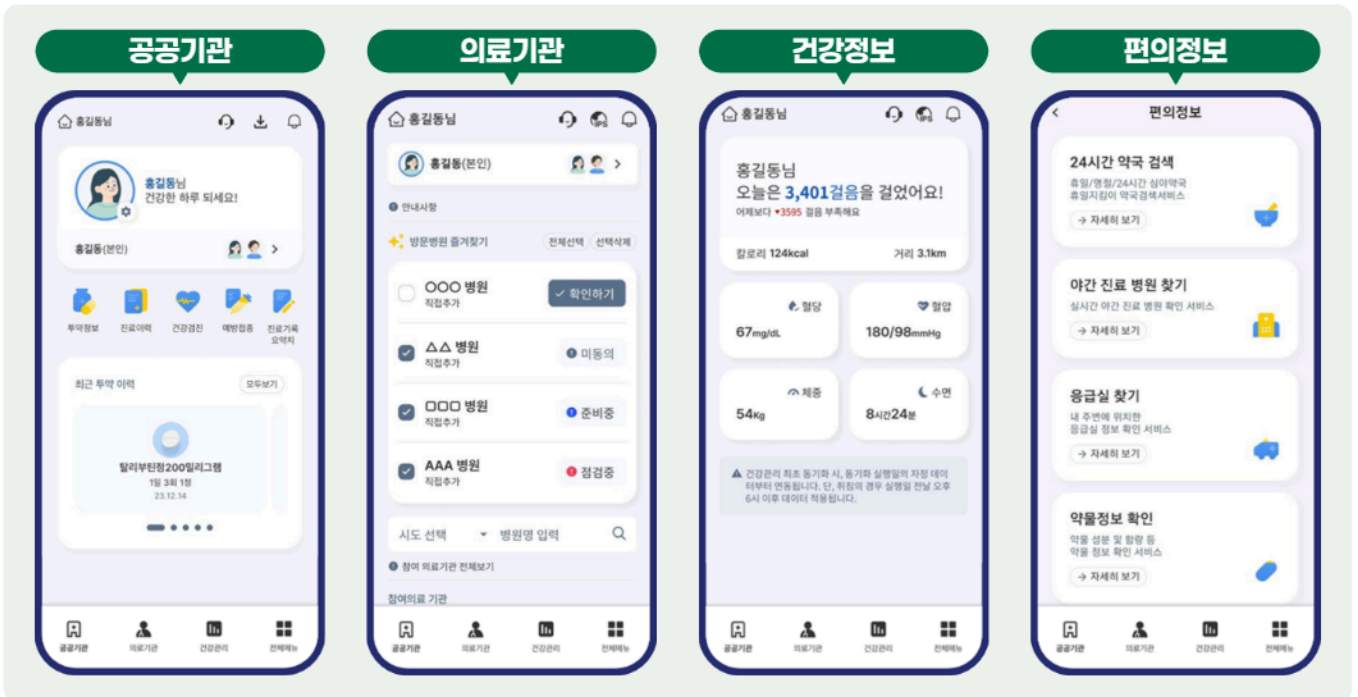 공공기관
홍길동님
홍길동님
건강한 하루 되세요!
홍길동(본인)
투약정보
진료이력
건강검진
예방접종
진료기록
요약지
최근 투약 이력
모두보기
탈리부틴정200밀리그램
1일 3회 1정
23.12.14
공공기관
의료기관
건강관리
전체메뉴
의료기관
홍길동님
홍길동(본인)
안내사항
방문병원 즐겨찾기
전체선택
선택삭제
OOO 병원
직접추가
확인하기
△△ 병원
직접추가
미동의
□□□ 병원
직접추가
준비중
AAA 병원
직접추가
점검중
시도 선택
병원명 입력
참여 의료기관 전체보기
참여의료 기관
공공기관
의료기관
건강관리
전체메뉴
건강정보
홍길동님
홍길동님
오늘은 3,401걸음을 걸었어요!
어제보다 ▾3595 걸음 부족해요
칼로리 124kcal
거리 3.1km
혈당
67mg/dL
혈압
180/98mmHg
체중
54Kg
수면
8시간24분
건강관리 최초 동기화 시, 동기화 실행일의 자정 데이
터부터 연동됩니다. 단, 취침의 경우 실행일 전날 오후
6시 이후 데이터 적용됩니다.
공공기관
의료기관
건강관리
전체메뉴
편의정보
편의정보
24시간 약국 검색
휴일/명절/24시간 심야약국
휴일지킴이 약국검색서비스
→ 자세히 보기
야간 진료 병원 찾기
실시간 야간 진료 병원 확인 서비스
→ 자세히 보기
응급실 찾기
내 주변에 위치한
응급실 정보 확인 서비스
→ 자세히 보기
약물정보 확인
약물 성분 및 함량 등
약물 정보 확인 서비스
→ 자세히 보기
공공기관
의료기관
건강관리
전체메뉴